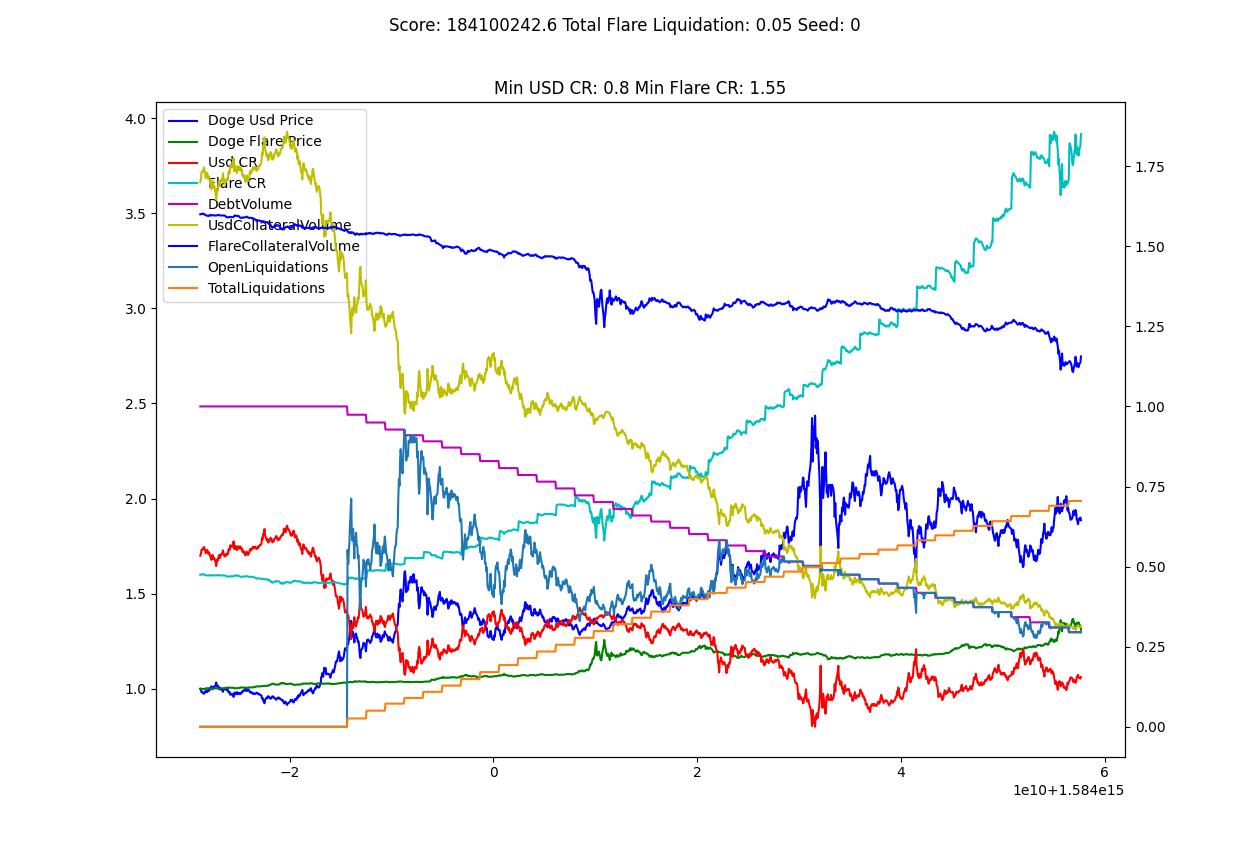 Score: 184100242.6 Total Flare Liquidation: 0.05 Seed: 0
Min USD CR: 0.8 Min Flare CR: 1.55
Doge Usd Price
Doge Flare Price
Usd CR
Flare CR
DebtVolume
UsdCollateralVolume
FlareCollateralVolume
OpenLiquidations
TotalLiquidations
4.0
3.5
3.0
2.5
2.0
1.5
1.0
1.75
1.50
1.25
1.00
0.75
0.50
0.25
0.00
−2
0
2
4
6
1e10+1.584e15